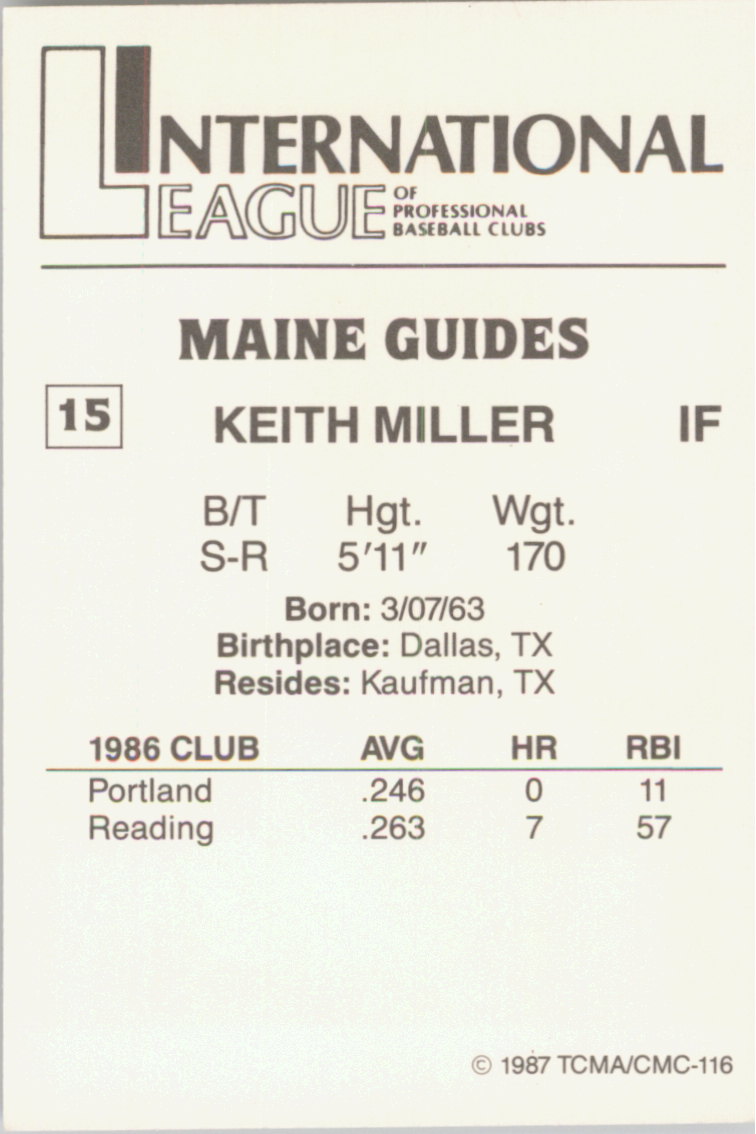 INTERNATIONAL
LEAGUE OF PROFESSIONAL BASEBALL CLUBS
MAINE GUIDES
15 KEITH MILLER IF
B/T Hgt. Wgt.
S-R 5'11" 170
Born: 3/07/63
Birthplace: Dallas, TX
Resides: Kaufman, TX
1986 CLUB AVG HR RBI
Portland .246 0 11
Reading .263 7 57
© 1987 TCMA/CMC-116